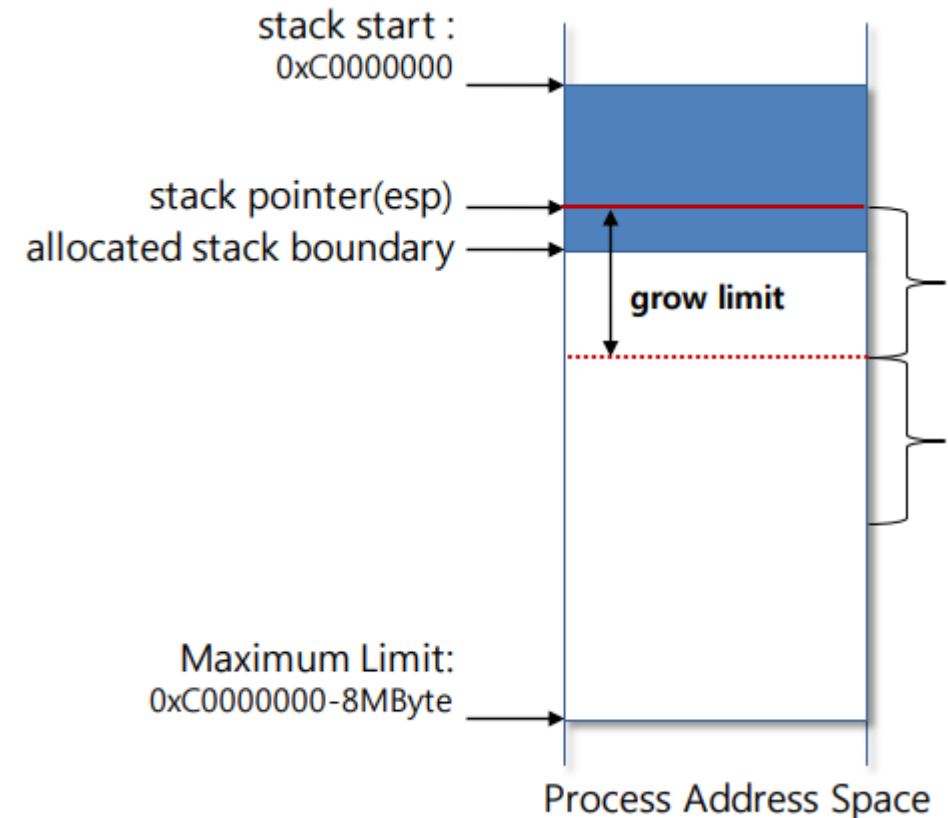 stack start :
0xC0000000
stack pointer(esp)
allocated stack boundary
grow limit
Maximum Limit:
0xC0000000-8MByte
Process Address Space